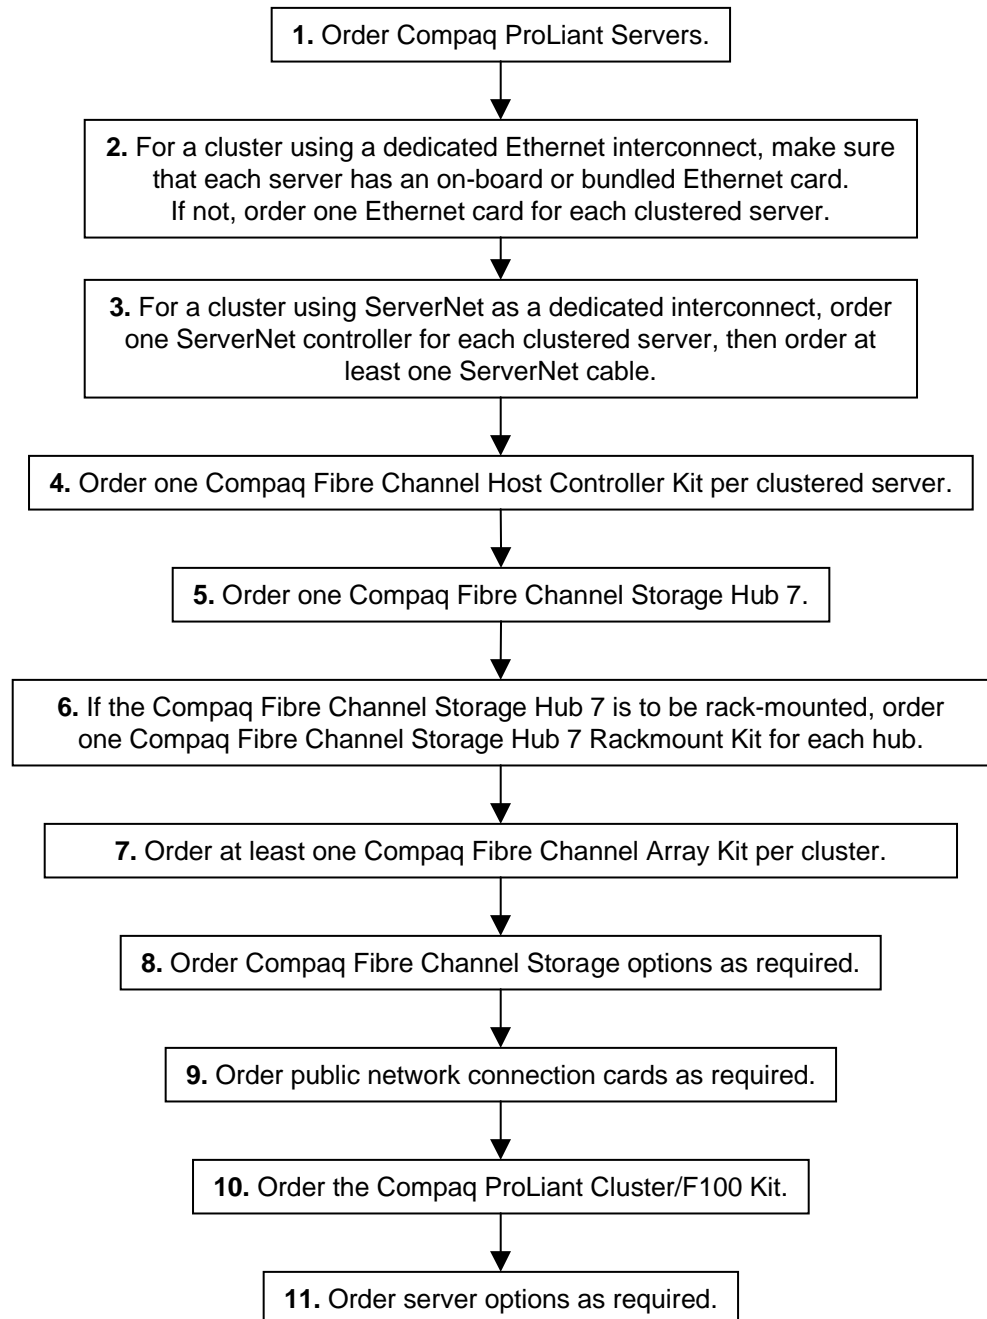 1. Order Compaq ProLiant Servers.
2. For a cluster using a dedicated Ethernet interconnect, make sure
that each server has an on-board or bundled Ethernet card.
If not, order one Ethernet card for each clustered server.
3. For a cluster using ServerNet as a dedicated interconnect, order
one ServerNet controller for each clustered server, then order at
least one ServerNet cable.
4. Order one Compaq Fibre Channel Host Controller Kit per clustered server.
5. Order one Compaq Fibre Channel Storage Hub 7.
6. If the Compaq Fibre Channel Storage Hub 7 is to be rack-mounted, order
one Compaq Fibre Channel Storage Hub 7 Rackmount Kit for each hub.
7. Order at least one Compaq Fibre Channel Array Kit per cluster.
8. Order Compaq Fibre Channel Storage options as required.
9. Order public network connection cards as required.
10. Order the Compaq ProLiant Cluster/F100 Kit.
11. Order server options as required.